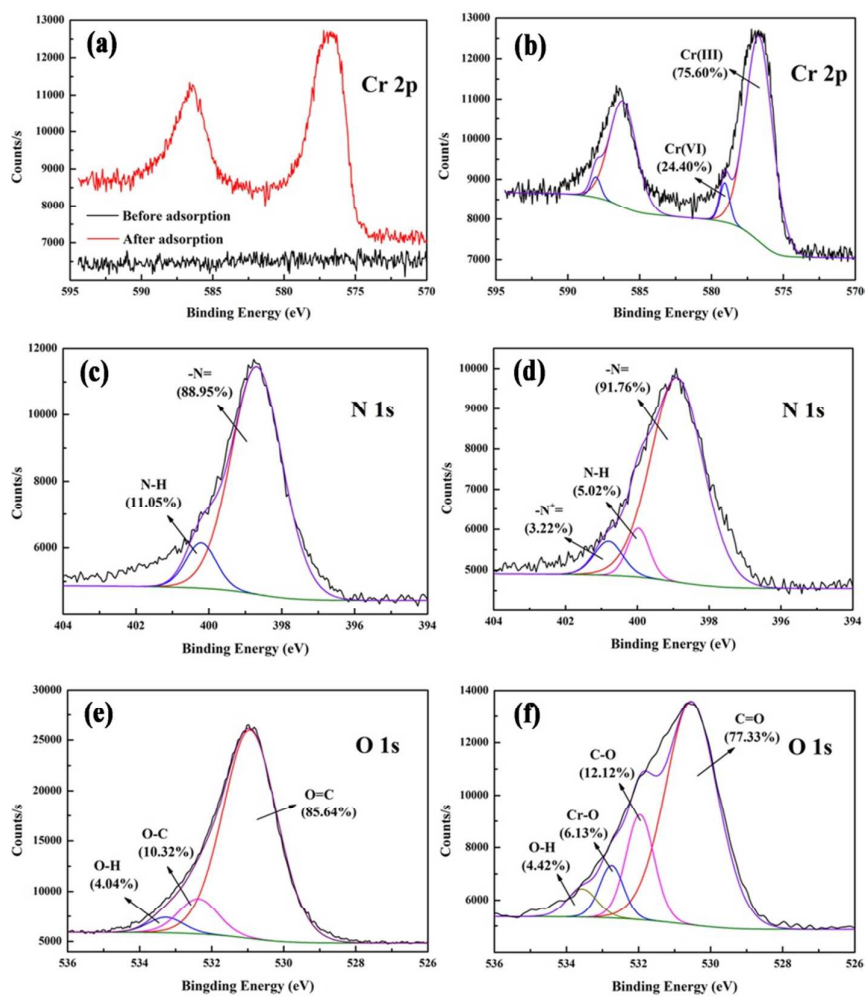 (a)
Cr 2p
Counts/s
13000
12000
11000
10000
9000
8000
7000
6000
Before adsorption
After adsorption
595 590 585 580 575 570
Binding Energy (eV)
(b)
Cr 2p
Counts/s
13000
12000
11000
10000
9000
8000
7000
Cr(III)
(75.60%)
Cr(VI)
(24.40%)
595 590 585 580 575 570
Binding Energy (eV)
(c)
N 1s
Counts/s
12000
10000
8000
6000
-N=
(88.95%)
N-H
(11.05%)
404 402 400 398 396 394
Binding Energy (eV)
(d)
N 1s
Counts/s
10000
9000
8000
7000
6000
5000
-N=
(91.76%)
N-H
(5.02%)
-N+=
(3.22%)
404 402 400 398 396 394
Binding Energy (eV)
(e)
O 1s
Counts/s
30000
25000
20000
15000
10000
5000
O=C
(85.64%)
O-C
(10.32%)
O-H
(4.04%)
536 534 532 530 528 526
Bingding Energy (eV)
(f)
O 1s
Counts/s
14000
12000
10000
8000
6000
C=O
(77.33%)
C-O
(12.12%)
Cr-O
(6.13%)
O-H
(4.42%)
536 534 532 530 528 526
Binding Energy (eV)